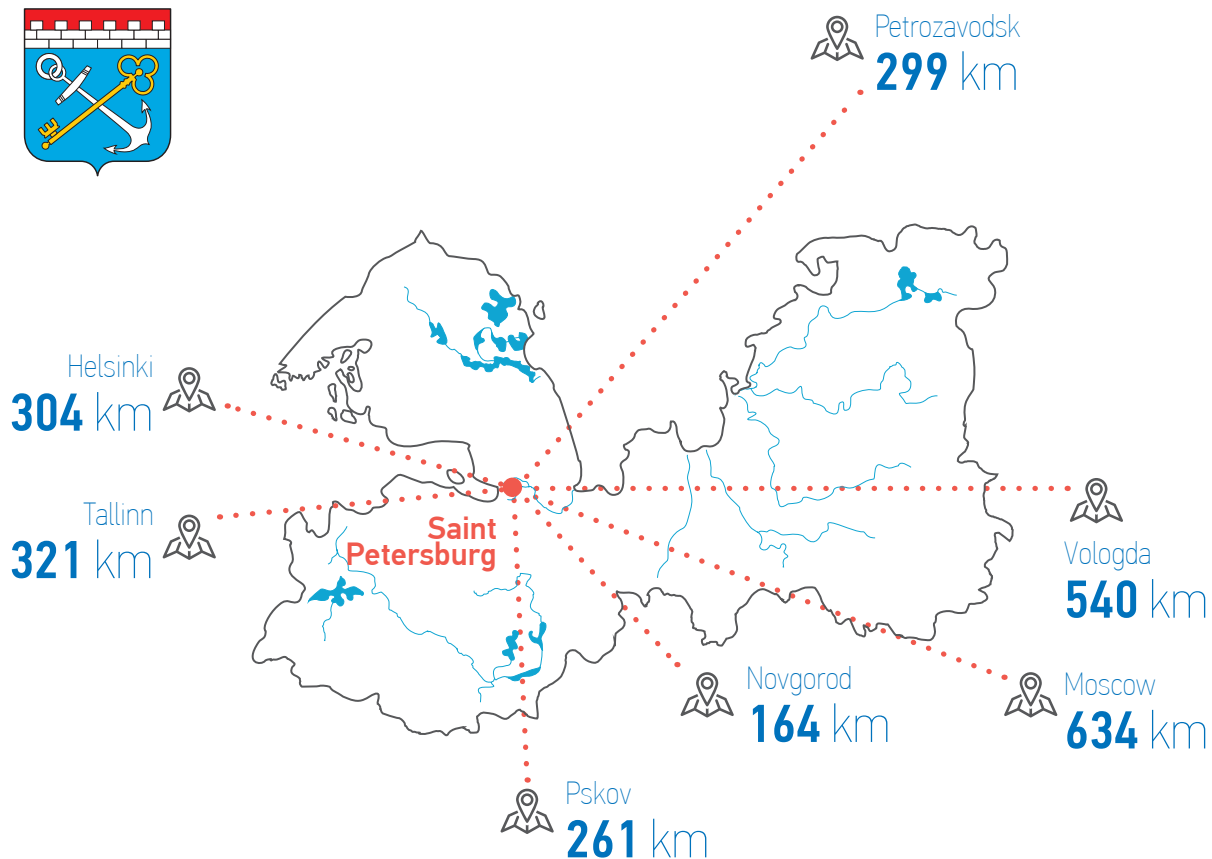 Petrozavodsk
299 km
Helsinki
304 km
Tallinn
321 km
Saint
Petersburg
Vologda
540 km
Novgorod
164 km
Moscow
634 km
Pskov
261 km